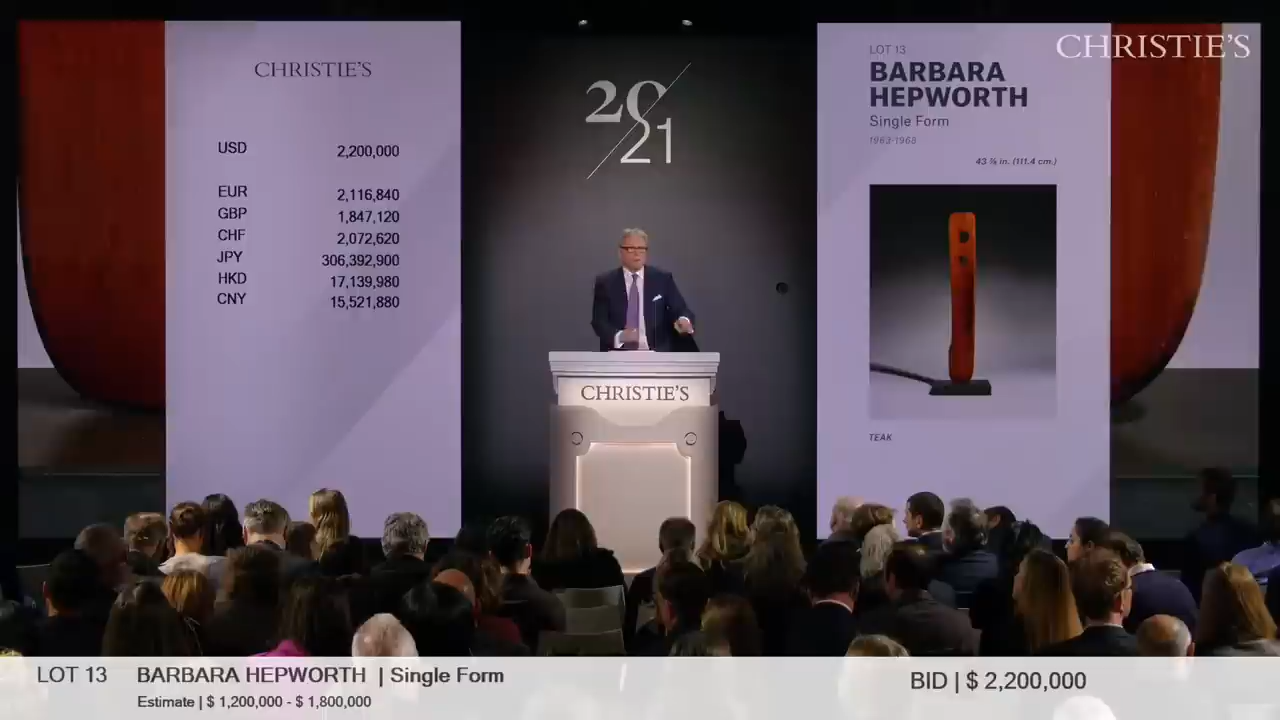 CHRISTIE'S
USD 2,200,000
EUR 2,116,840
GBP 1,847,120
CHF 2,072,620
JPY 306,392,900
HKD 17,139,980
CNY 15,521,880
20
21
CHRISTIE'S
LOT 13
BARBARA
HEPWORTH
Single Form
1963-1968
43 ⅞ in. (111.4 cm.)
TEAK
CHRISTIE'S
LOT 13 BARBARA HEPWORTH | Single Form
Estimate | $ 1,200,000 - $ 1,800,000
BID | $ 2,200,000